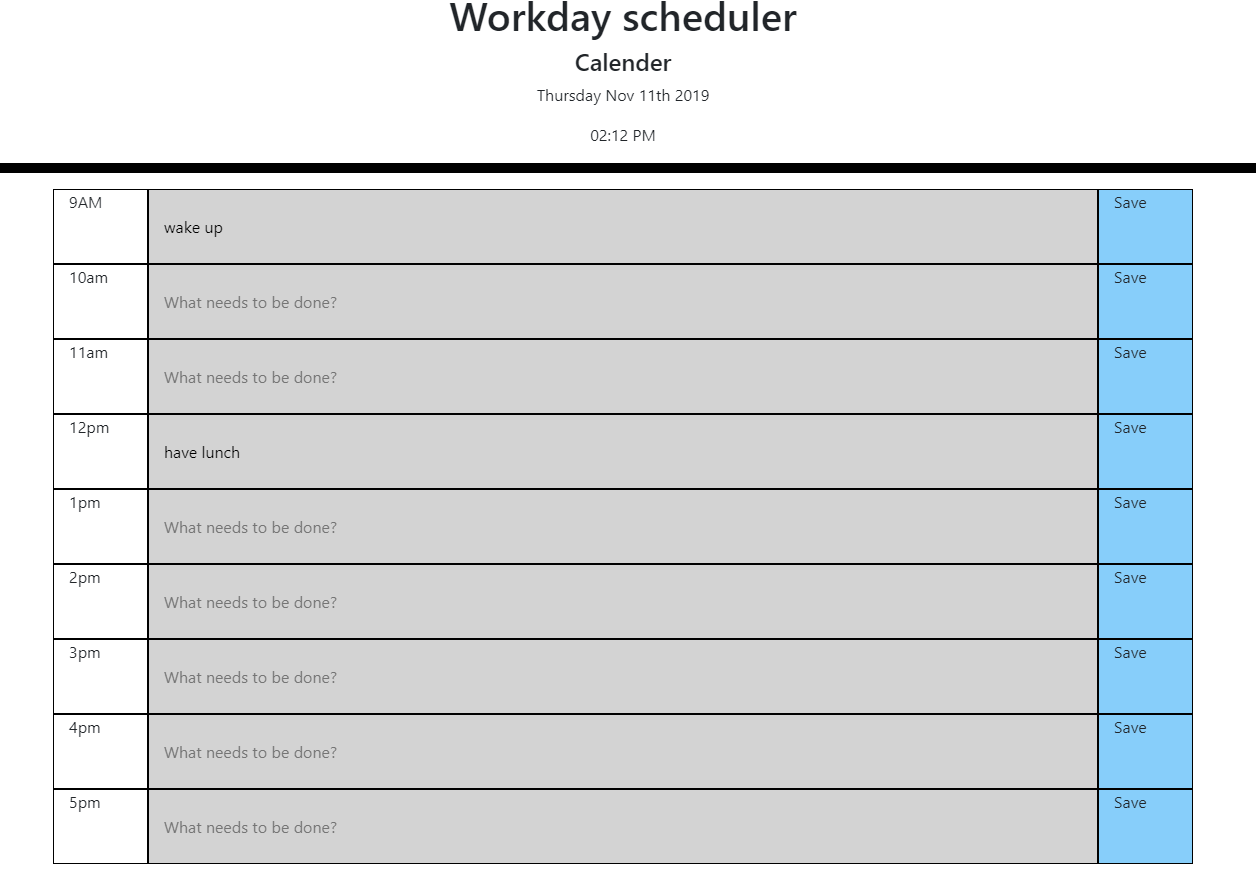 Workday scheduler
Calender
Thursday Nov 11th 2019
02:12 PM
9AM
wake up
Save
10am
What needs to be done?
Save
11am
What needs to be done?
Save
12pm
have lunch
Save
1pm
What needs to be done?
Save
2pm
What needs to be done?
Save
3pm
What needs to be done?
Save
4pm
What needs to be done?
Save
5pm
What needs to be done?
Save